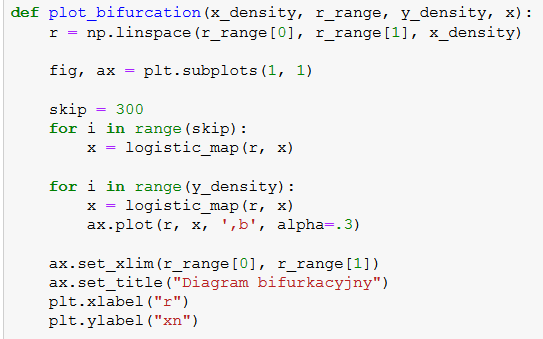 def plot_bifurcation(x_density, r_range, y_density, x):
    r = np.linspace(r_range[0], r_range[1], x_density)

    fig, ax = plt.subplots(1, 1)

    skip = 300
    for i in range(skip):
        x = logistic_map(r, x)

    for i in range(y_density):
        x = logistic_map(r, x)
        ax.plot(r, x, ',b', alpha=.3)

    ax.set_xlim(r_range[0], r_range[1])
    ax.set_title("Diagram bifurkacyjny")
    plt.xlabel("r")
    plt.ylabel("xn")